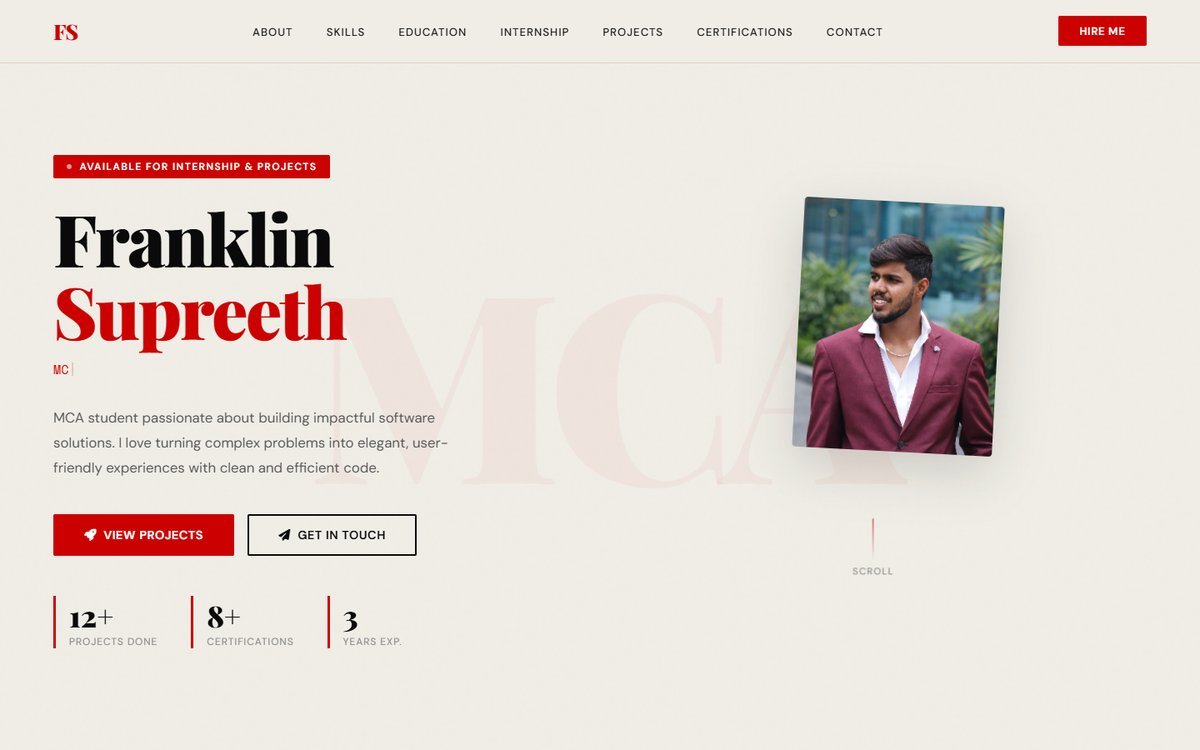 FS
ABOUT
SKILLS
EDUCATION
INTERNSHIP
PROJECTS
CERTIFICATIONS
CONTACT
HIRE ME
AVAILABLE FOR INTERNSHIP & PROJECTS
Franklin
Supreeth
MC
MCA student passionate about building impactful software
solutions. I love turning complex problems into elegant, user-
friendly experiences with clean and efficient code.
MCA
VIEW PROJECTS
GET IN TOUCH
12+
PROJECTS DONE
8+
CERTIFICATIONS
3
YEARS EXP.
SCROLL